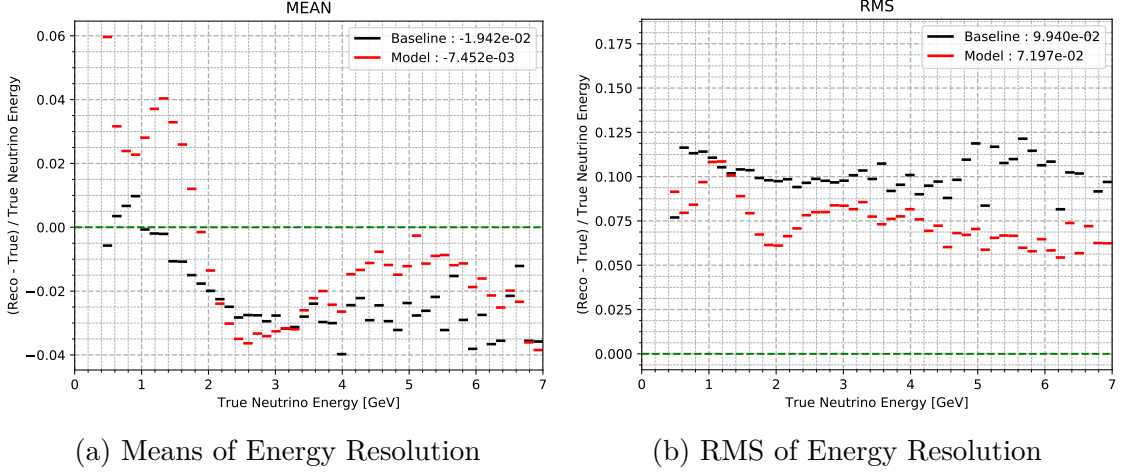 MEAN
Baseline : -1.942e-02
Model : -7.452e-03
0.06
0.04
0.02
0.00
−0.02
−0.04
(Reco - True) / True Neutrino Energy
0 1 2 3 4 5 6 7
True Neutrino Energy [GeV]
(a) Means of Energy Resolution
RMS
Baseline : 9.940e-02
Model : 7.197e-02
0.175
0.150
0.125
0.100
0.075
0.050
0.025
0.000
(Reco - True) / True Neutrino Energy
0 1 2 3 4 5 6 7
True Neutrino Energy [GeV]
(b) RMS of Energy Resolution